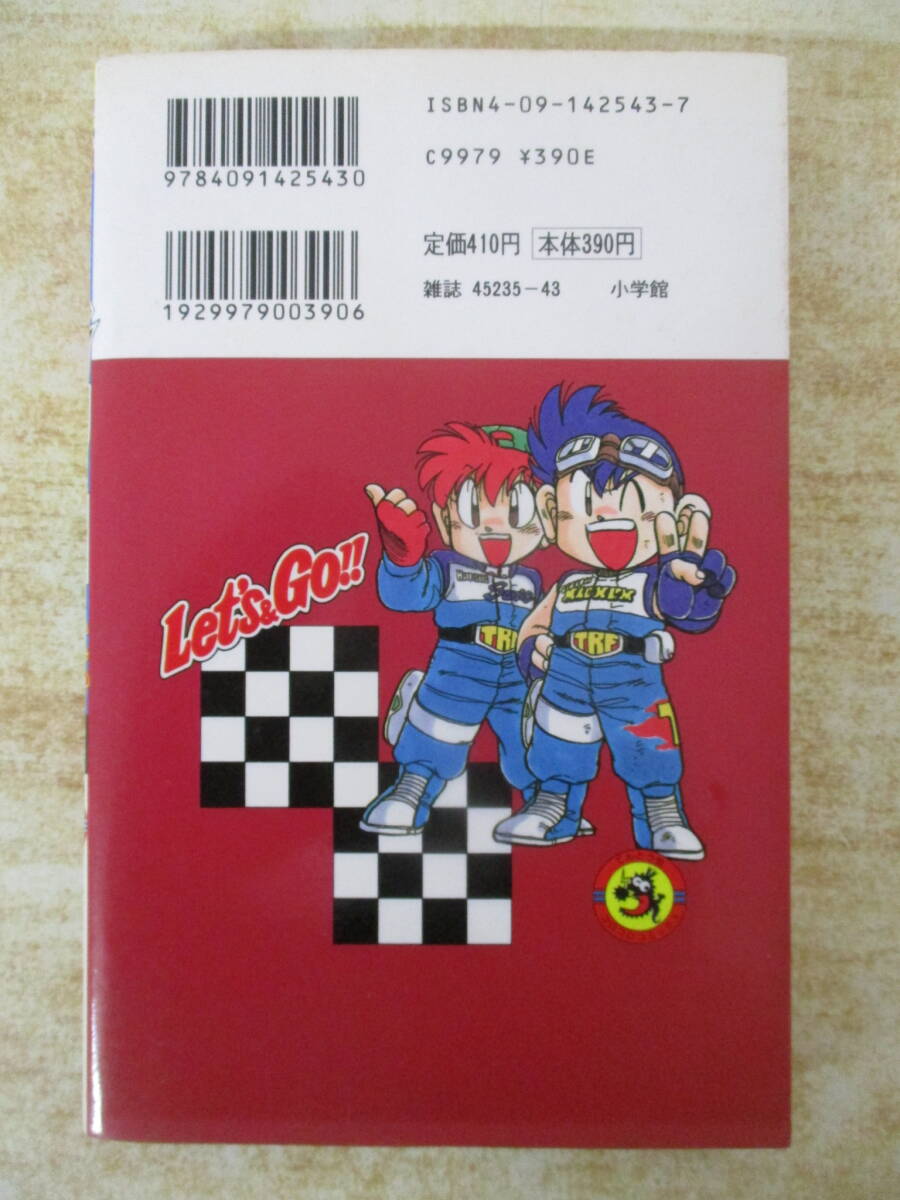 ISBN4-09-142543-7
C9979 ¥390E
9784091425430
定価410円 本体390円
雑誌 45235-43 小学館
1929979003906
Let's&Go!!
TRF
TRF
T